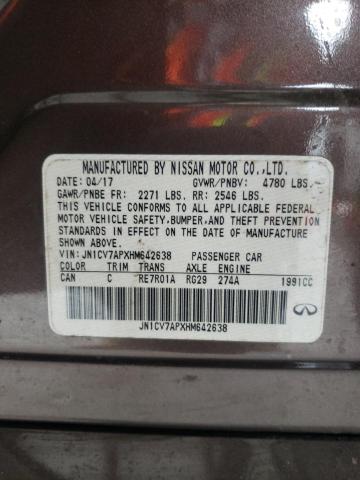 MANUFACTURED BY NISSAN MOTOR CO.,LTD.
DATE: 04/17 GVWR/PNBV: 4780 LBS.
GAWR/PNBE FR: 2271 LBS. RR: 2546 LBS.
THIS VEHICLE CONFORMS TO ALL APPLICABLE FEDERAL
MOTOR VEHICLE SAFETY,BUMPER,AND THEFT PREVENTION
STANDARDS IN EFFECT ON THE DATE OF MANUFACTURE
SHOWN ABOVE.
VIN: JN1CV7APXHM642638 PASSENGER CAR
COLOR TRIM TRANS AXLE ENGINE
CAN C RE7R01A RG29 274A 1991CC
JN1CV7APXHM642638